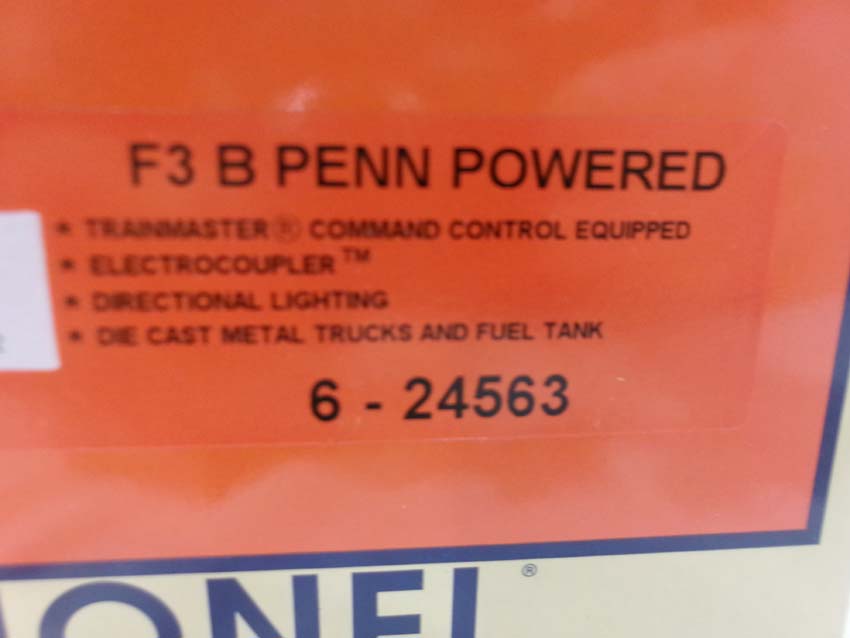 F3 B PENN POWERED
* TRAINMASTER® COMMAND CONTROL EQUIPPED
* ELECTROCOUPLER™
* DIRECTIONAL LIGHTING
* DIE CAST METAL TRUCKS AND FUEL TANK
6 - 24563
LIONEL®